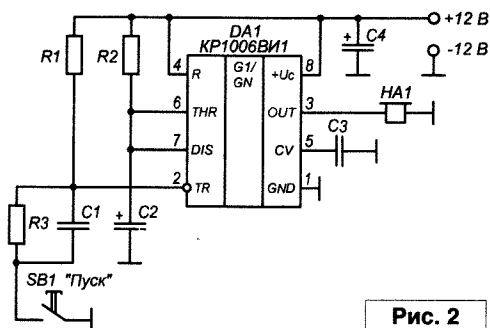 DA1
КР1006ВИ1
+12 В
-12 В
R1
R2
C4
+
4
R
G1/
GN
8
+Uc
HA1
6
THR
OUT
3
7
DIS
C3
CV
5
2
TR
GND
1
R3
C1
+
C2
SB1 "Пуск"
Рис. 2